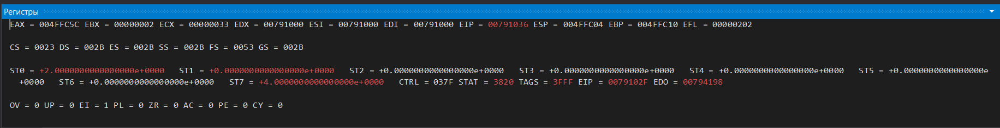 Регистры
EAX = 004FFC5C EBX = 00000002 ECX = 00000033 EDX = 00791000 ESI = 00791000 EDI = 00791000 EIP = 00791036 ESP = 004FFC04 EBP = 004FFC10 EFL = 00000202
CS = 0023 DS = 002B ES = 002B SS = 002B FS = 0053 GS = 002B
ST0 = +2.0000000000000000e+0000 ST1 = +0.0000000000000000e+0000 ST2 = +0.0000000000000000e+0000 ST3 = +0.0000000000000000e+0000 ST4 = +0.0000000000000000e+0000 ST5 = +0.0000000000000000e
+0000 ST6 = +0.0000000000000000e+0000 ST7 = +4.0000000000000000e+0000 CTRL = 037F STAT = 3820 TAGS = 3FFF EIP = 0079102F EDO = 00794198
OV = 0 UP = 0 EI = 1 PL = 0 ZR = 0 AC = 0 PE = 0 CY = 0